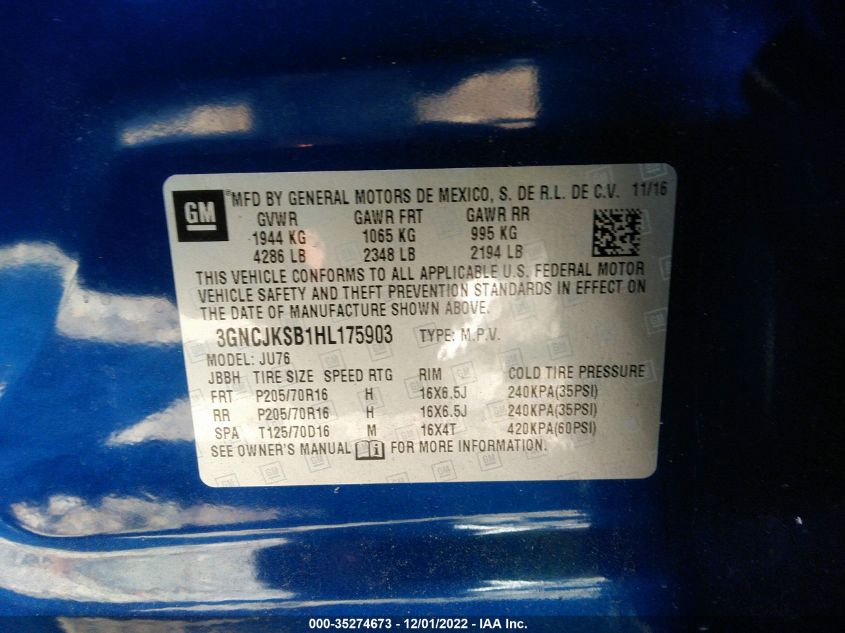 GM
®MFD BY GENERAL MOTORS DE MEXICO, S. DE R.L. DE C.V. 11/16
GVWR GAWR FRT GAWR RR
1944 KG 1065 KG 995 KG
4286 LB 2348 LB 2194 LB
THIS VEHICLE CONFORMS TO ALL APPLICABLE U.S. FEDERAL MOTOR
VEHICLE SAFETY AND THEFT PREVENTION STANDARDS IN EFFECT ON
THE DATE OF MANUFACTURE SHOWN ABOVE.
3GNCJKSB1HL175903 TYPE: M.P.V.
MODEL: JU76
JBBH TIRE SIZE SPEED RTG RIM COLD TIRE PRESSURE
FRT P205/70R16 H 16X6.5J 240KPA(35PSI)
RR P205/70R16 H 16X6.5J 240KPA(35PSI)
SPA T125/70D16 M 16X4T 420KPA(60PSI)
SEE OWNER'S MANUAL FOR MORE INFORMATION.
000-35274673 - 12/01/2022 - IAA Inc.